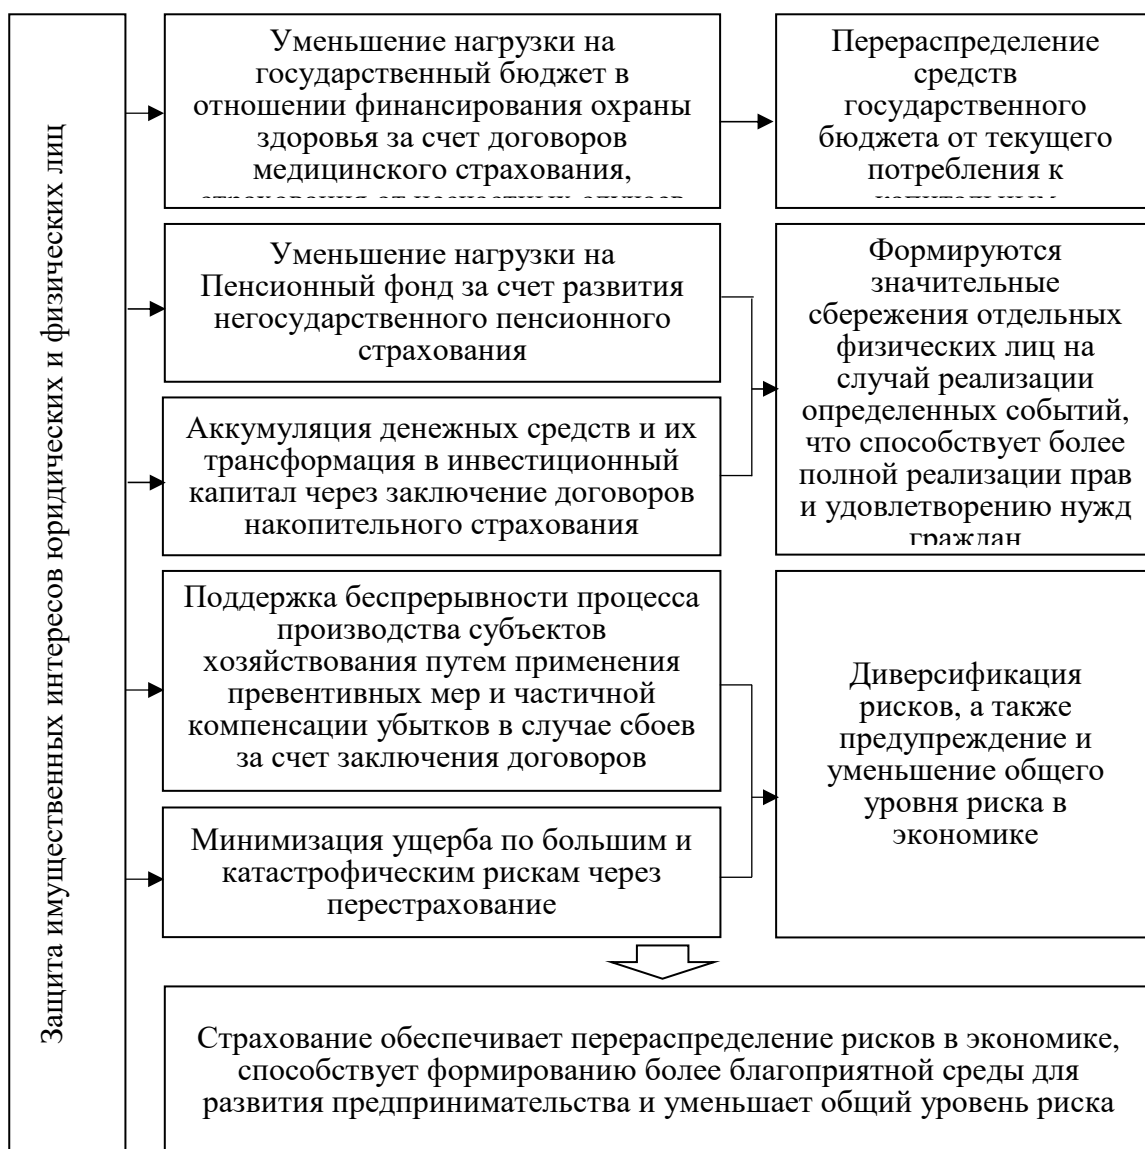 Защита имущественных интересов юридических и физических лиц
Уменьшение нагрузки на
государственный бюджет в
отношении финансирования охраны
здоровья за счет договоров
медицинского страхования,
страхования от несчастных случаев
Перераспределение
средств
государственного
бюджета от текущего
потребления к
капитальным
Уменьшение нагрузки на
Пенсионный фонд за счет развития
негосударственного пенсионного
страхования
Аккумуляция денежных средств и их
трансформация в инвестиционный
капитал через заключение договоров
накопительного страхования
Формируются
значительные
сбережения отдельных
физических лиц на
случай реализации
определенных событий,
что способствует более
полной реализации прав
и удовлетворению нужд
граждан
Поддержка беспрерывности процесса
производства субъектов
хозяйствования путем применения
превентивных мер и частичной
компенсации убытков в случае сбоев
за счет заключения договоров
Минимизация ущерба по большим и
катастрофическим рискам через
перестрахование
Диверсификация
рисков, а также
предупреждение и
уменьшение общего
уровня риска в
экономике
Страхование обеспечивает перераспределение рисков в экономике,
способствует формированию более благоприятной среды для
развития предпринимательства и уменьшает общий уровень риска